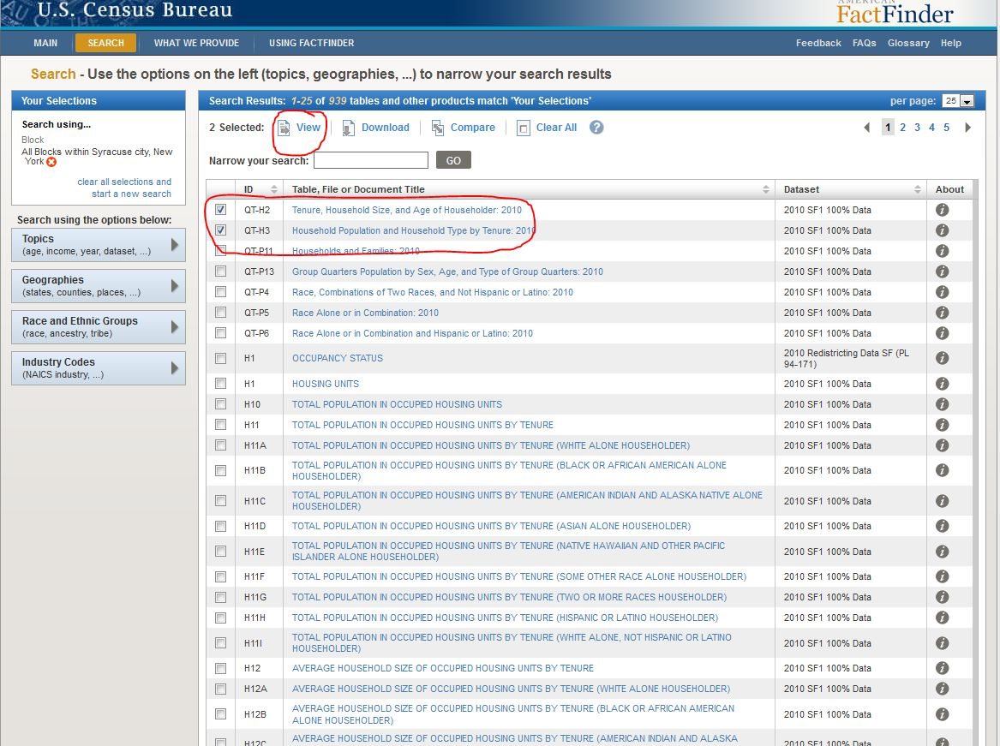 U.S. Census Bureau
AMERICAN
FactFinder
MAIN SEARCH WHAT WE PROVIDE USING FACTFINDER Feedback FAQs Glossary Help
Search - Use the options on the left (topics, geographies, ...) to narrow your search results
Your Selections
Search using...
Block
All Blocks within Syracuse city, New
York
clear all selections and
start a new search
Search using the options below:
Topics
(age, income, year, dataset, ...)
Geographies
(states, counties, places, ...)
Race and Ethnic Groups
(race, ancestry, tribe)
Industry Codes
(NAICS industry, ...)
Search Results: 1-25 of 939 tables and other products match 'Your Selections' per page: 25
2 Selected: View Download Compare Clear All ? 1 2 3 4 5
Narrow your search: GO
ID Table, File or Document Title Dataset About
QT-H2 Tenure, Household Size, and Age of Householder: 2010 2010 SF1 100% Data i
QT-H3 Household Population and Household Type by Tenure: 2010 2010 SF1 100% Data i
QT-P11 Households and Families: 2010 2010 SF1 100% Data i
QT-P13 Group Quarters Population by Sex, Age, and Type of Group Quarters: 2010 2010 SF1 100% Data i
QT-P4 Race, Combinations of Two Races, and Not Hispanic or Latino: 2010 2010 SF1 100% Data i
QT-P5 Race Alone or in Combination: 2010 2010 SF1 100% Data i
QT-P6 Race Alone or in Combination and Hispanic or Latino: 2010 2010 SF1 100% Data i
H1 OCCUPANCY STATUS 2010 Redistricting Data SF (PL
94-171) i
H1 HOUSING UNITS 2010 SF1 100% Data i
H10 TOTAL POPULATION IN OCCUPIED HOUSING UNITS 2010 SF1 100% Data i
H11 TOTAL POPULATION IN OCCUPIED HOUSING UNITS BY TENURE 2010 SF1 100% Data i
H11A TOTAL POPULATION IN OCCUPIED HOUSING UNITS BY TENURE (WHITE ALONE HOUSEHOLDER) 2010 SF1 100% Data i
H11B TOTAL POPULATION IN OCCUPIED HOUSING UNITS BY TENURE (BLACK OR AFRICAN AMERICAN ALONE
HOUSEHOLDER) 2010 SF1 100% Data i
H11C TOTAL POPULATION IN OCCUPIED HOUSING UNITS BY TENURE (AMERICAN INDIAN AND ALASKA NATIVE ALONE
HOUSEHOLDER) 2010 SF1 100% Data i
H11D TOTAL POPULATION IN OCCUPIED HOUSING UNITS BY TENURE (ASIAN ALONE HOUSEHOLDER) 2010 SF1 100% Data i
H11E TOTAL POPULATION IN OCCUPIED HOUSING UNITS BY TENURE (NATIVE HAWAIIAN AND OTHER PACIFIC
ISLANDER ALONE HOUSEHOLDER) 2010 SF1 100% Data i
H11F TOTAL POPULATION IN OCCUPIED HOUSING UNITS BY TENURE (SOME OTHER RACE ALONE HOUSEHOLDER) 2010 SF1 100% Data i
H11G TOTAL POPULATION IN OCCUPIED HOUSING UNITS BY TENURE (TWO OR MORE RACES HOUSEHOLDER) 2010 SF1 100% Data i
H11H TOTAL POPULATION IN OCCUPIED HOUSING UNITS BY TENURE (HISPANIC OR LATINO HOUSEHOLDER) 2010 SF1 100% Data i
H11I TOTAL POPULATION IN OCCUPIED HOUSING UNITS BY TENURE (WHITE ALONE, NOT HISPANIC OR LATINO
HOUSEHOLDER) 2010 SF1 100% Data i
H12 AVERAGE HOUSEHOLD SIZE OF OCCUPIED HOUSING UNITS BY TENURE 2010 SF1 100% Data i
H12A AVERAGE HOUSEHOLD SIZE OF OCCUPIED HOUSING UNITS BY TENURE (WHITE ALONE HOUSEHOLDER) 2010 SF1 100% Data i
H12B AVERAGE HOUSEHOLD SIZE OF OCCUPIED HOUSING UNITS BY TENURE (BLACK OR AFRICAN AMERICAN
ALONE HOUSEHOLDER) 2010 SF1 100% Data i
H12C AVERAGE HOUSEHOLD SIZE OF OCCUPIED HOUSING UNITS BY TENURE (AMERICAN INDIAN AND ALASKA 2010 SF1 100% Data i